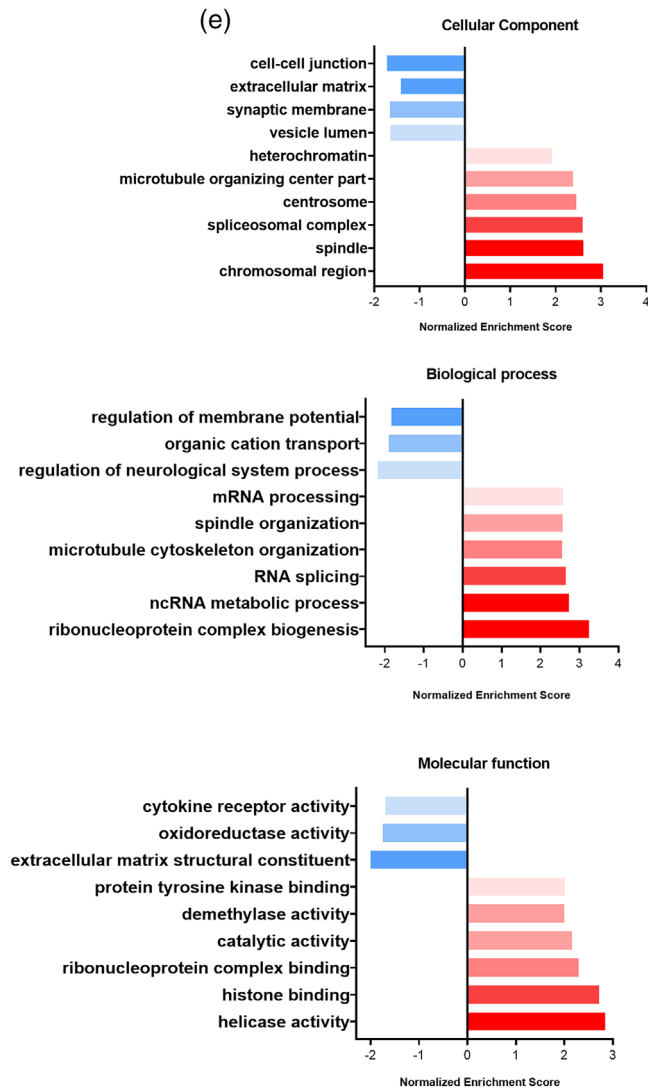 (e)
Cellular Component
cell-cell junction
extracellular matrix
synaptic membrane
vesicle lumen
heterochromatin
microtubule organizing center part
centrosome
spliceosomal complex
spindle
chromosomal region
-2 -1 0 1 2 3 4
Normalized Enrichment Score
Biological process
regulation of membrane potential
organic cation transport
regulation of neurological system process
mRNA processing
spindle organization
microtubule cytoskeleton organization
RNA splicing
ncRNA metabolic process
ribonucleoprotein complex biogenesis
-2 -1 0 1 2 3 4
Normalized Enrichment Score
Molecular function
cytokine receptor activity
oxidoreductase activity
extracellular matrix structural constituent
protein tyrosine kinase binding
demethylase activity
catalytic activity
ribonucleoprotein complex binding
histone binding
helicase activity
-2 -1 0 1 2 3
Normalized Enrichment Score